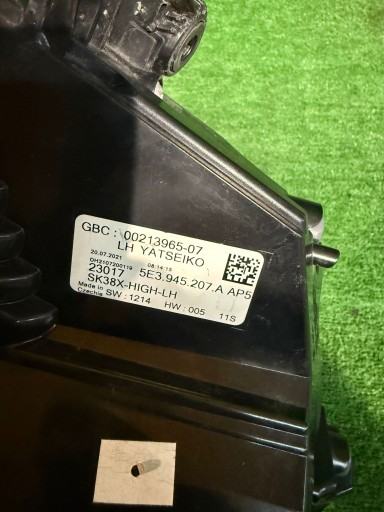 GBC : 00213965-07
LH YATSEIKO
20.07.2021 08:14:15
DH2107200119
23017 5E3.945.207.A AP5
SK38X-HIGH-LH
Made in Czechia SW : 1214 HW : 005 11S